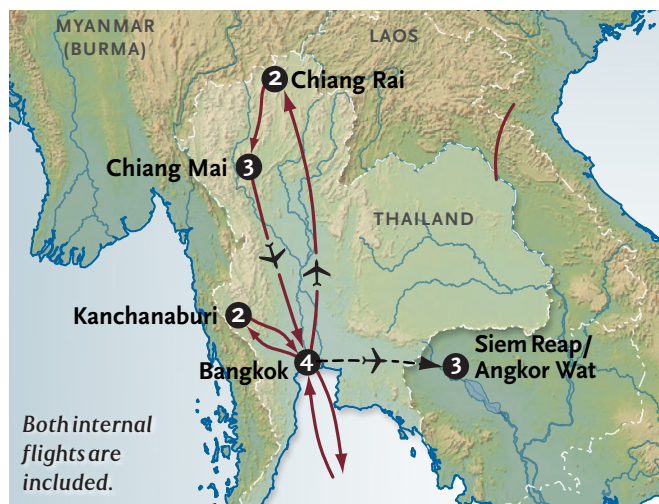 MYANMAR
(BURMA)
LAOS
2 Chiang Rai
Chiang Mai 3
THAILAND
Kanchanaburi 2
Bangkok 4
3 Siem Reap/
Angkor Wat
Both internal
flights are
included.